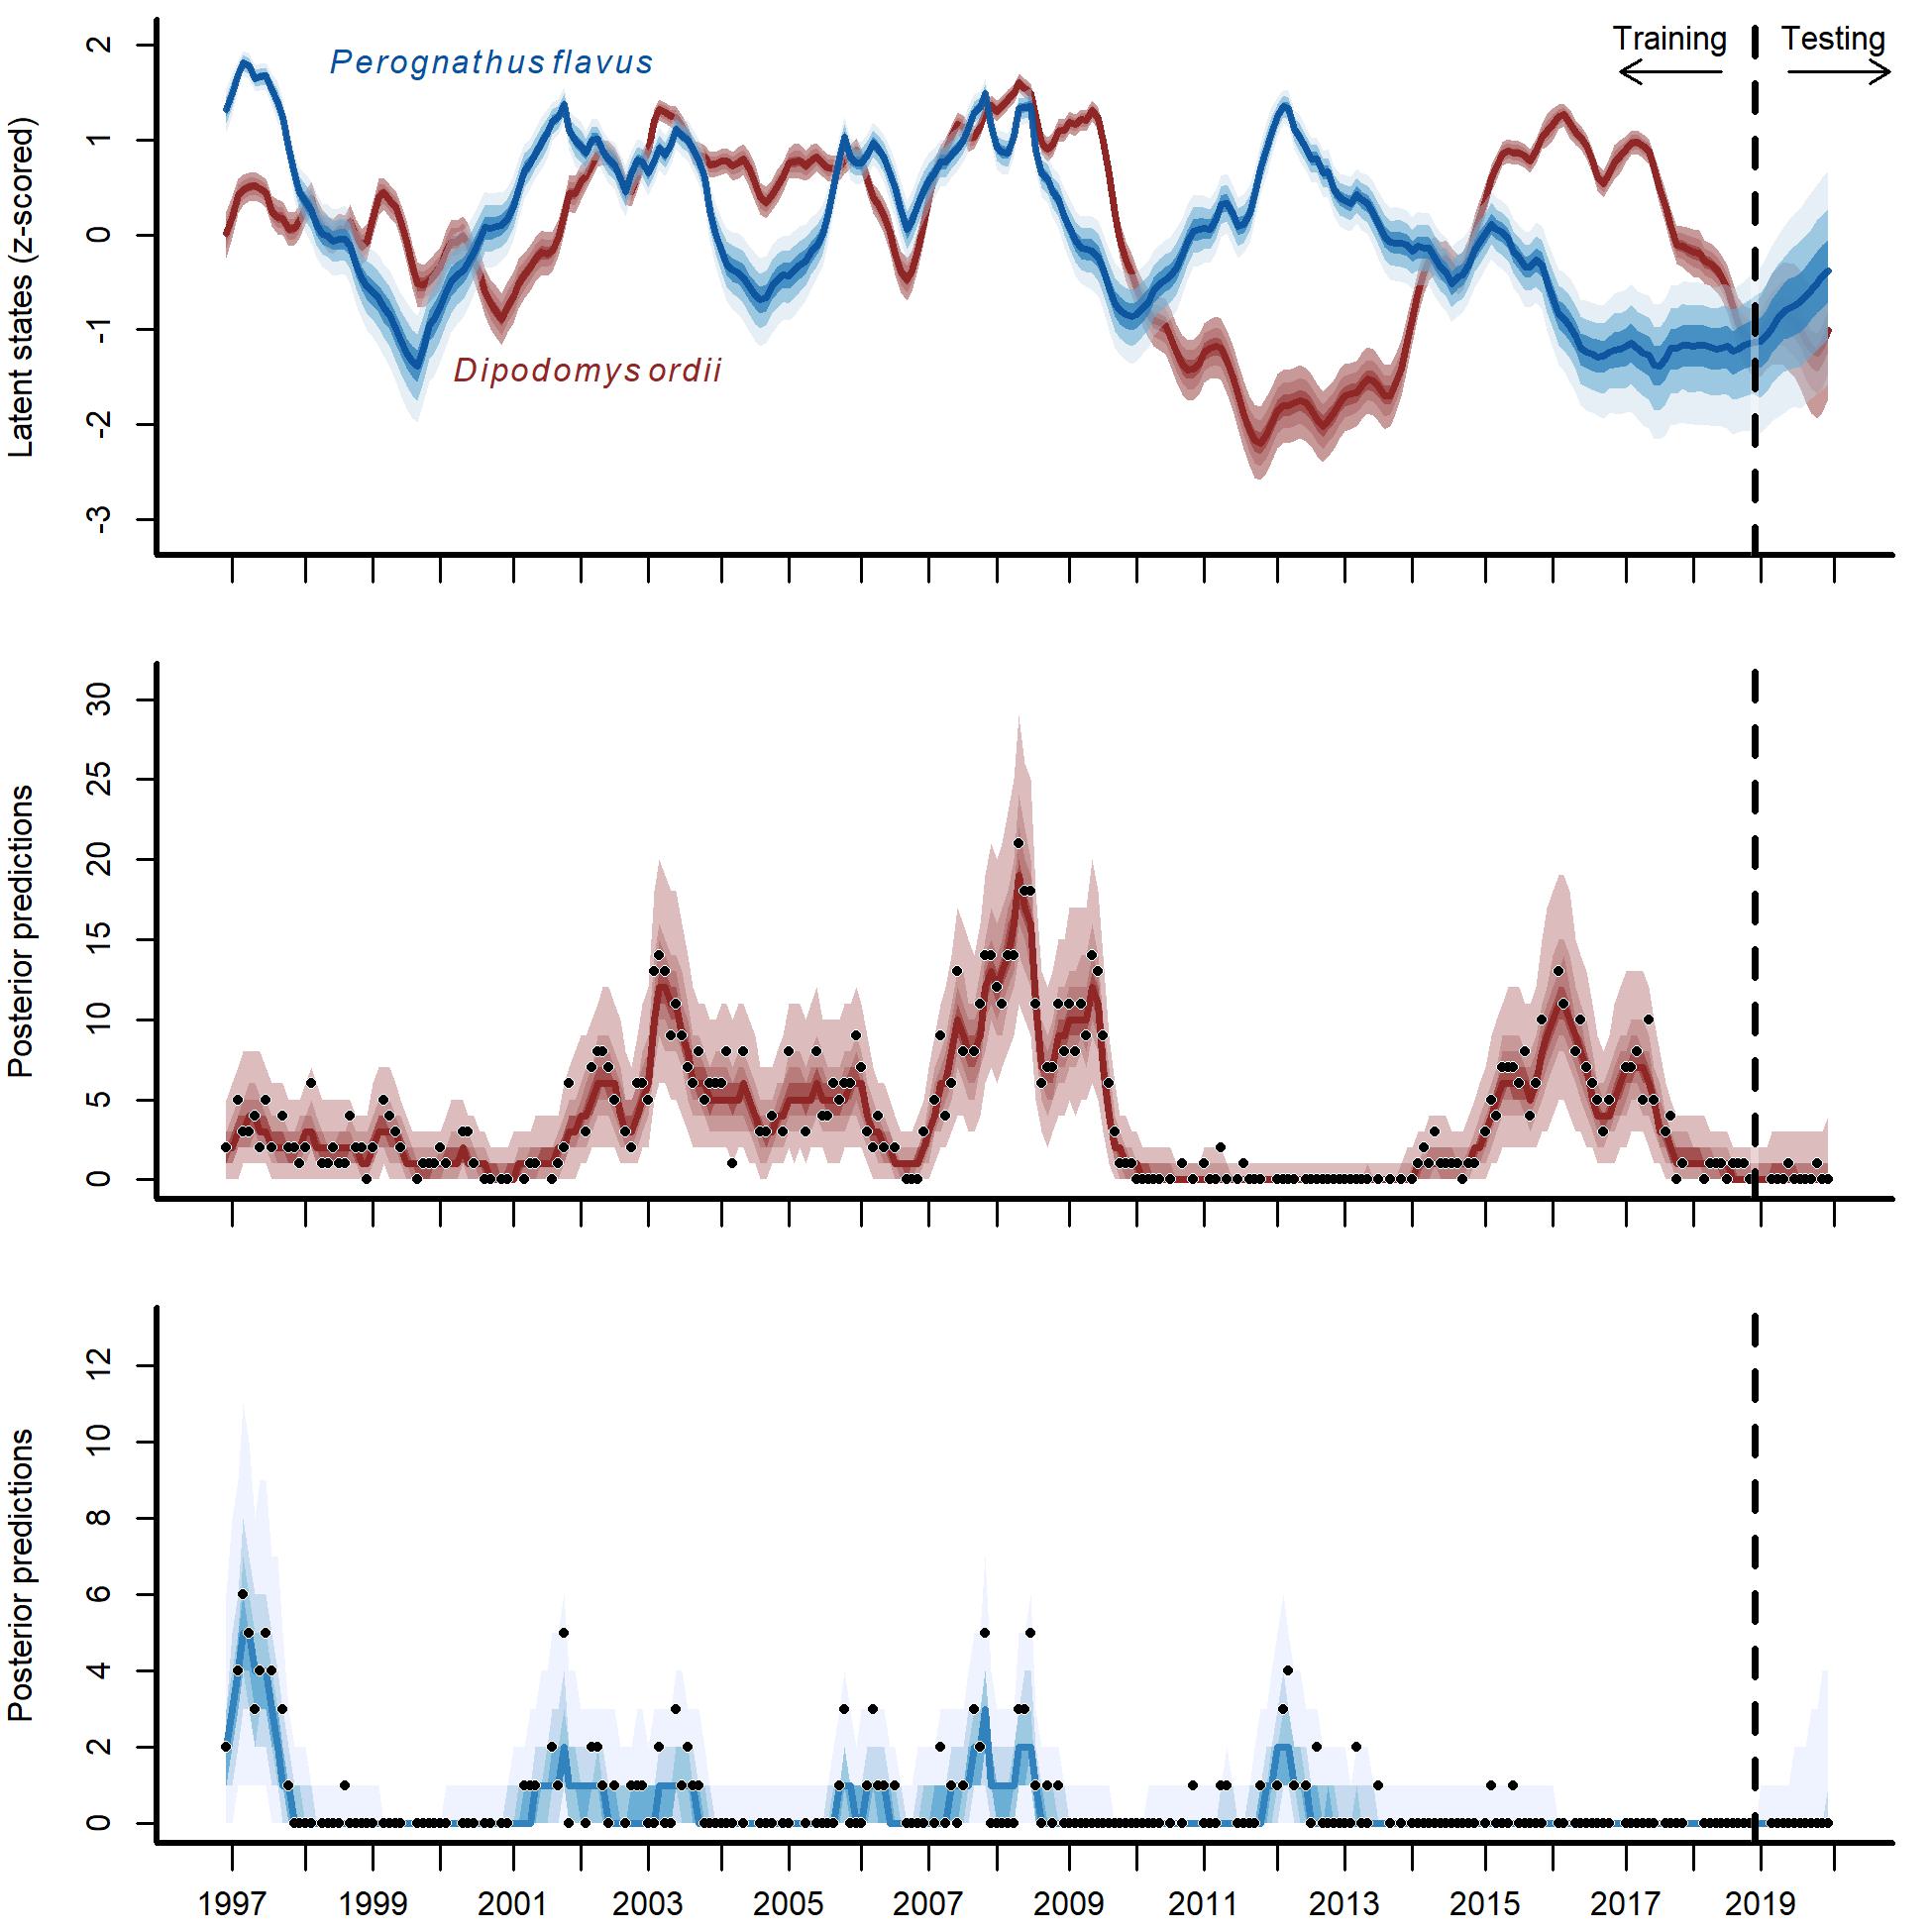 Training Testing
Perognathus flavus
Dipodomys ordii
Latent states (z-scored)
2
1
0
-1
-2
-3
Posterior predictions
30
25
20
15
10
5
0
Posterior predictions
12
10
8
6
4
2
0
1997 1999 2001 2003 2005 2007 2009 2011 2013 2015 2017 2019